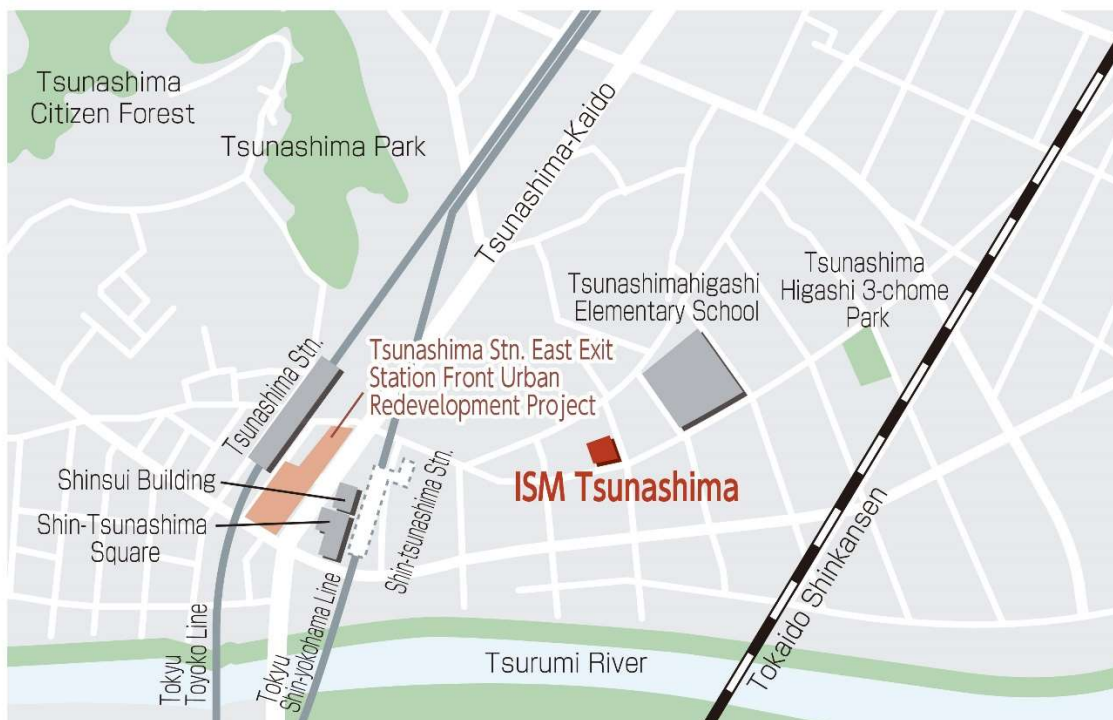 Tsunashima
Citizen Forest
Tsunashima Park
Tsunashima-Kaido
Tsunashimahigashi
Elementary School
Tsunashima
Higashi 3-chome
Park
Tsunashima Stn.
Tsunashima Stn. East Exit
Station Front Urban
Redevelopment Project
Shinsui Building
Shin-Tsunashima
Square
Shin-tsunashima Stn.
ISM Tsunashima
Tokyu
Toyoko Line
Tokyu
Shin-yokohama Line
Tsurumi River
Tokaido Shinkansen